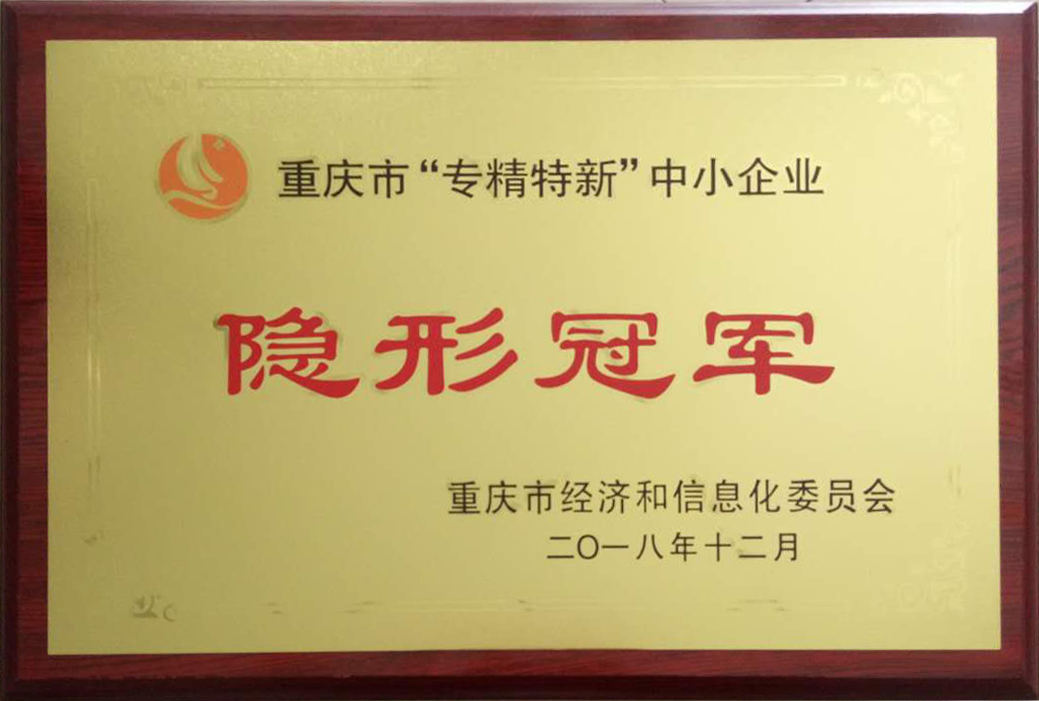 重庆市“专精特新”中小企业
隐形冠军
重庆市经济和信息化委员会
二〇一八年十二月